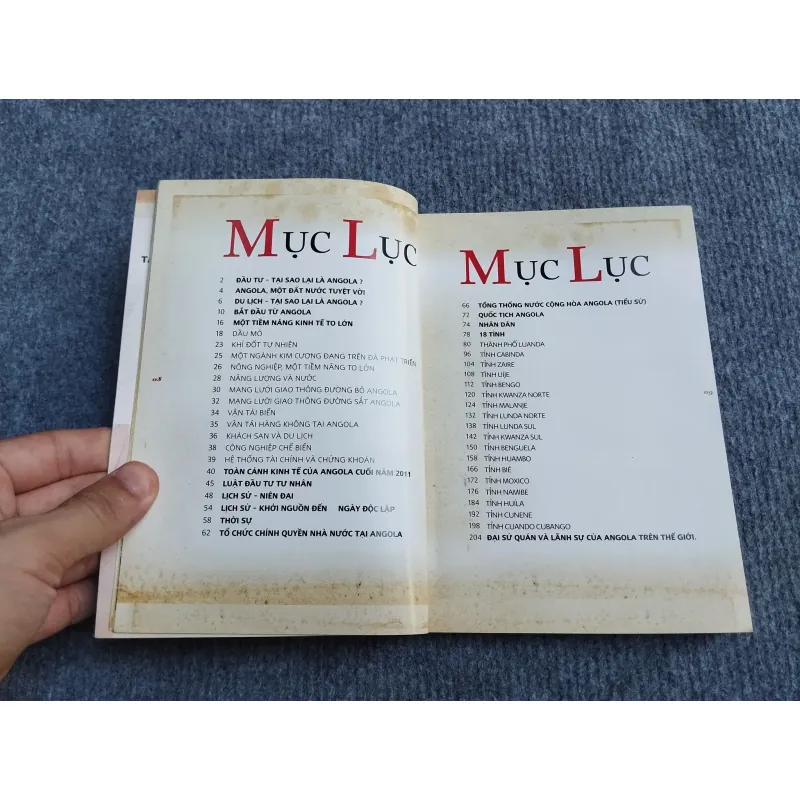 TA
MỤC LỤC
2 ĐẦU TƯ - TẠI SAO LẠI LÀ ANGOLA ?
4 ANGOLA, MỘT ĐẤT NƯỚC TUYỆT VỜI
6 DU LỊCH - TẠI SAO LẠI LÀ ANGOLA ?
10 BẮT ĐẦU TỪ ANGOLA
16 MỘT TIỀM NĂNG KINH TẾ TO LỚN
18 DẦU MỎ
23 KHÍ ĐỐT TỰ NHIÊN
25 MỘT NGÀNH KIM CƯƠNG ĐANG TRÊN ĐÀ PHÁT TRIỂN
26 NÔNG NGHIỆP, MỘT TIỀM NĂNG TO LỚN
28 NĂNG LƯỢNG VÀ NƯỚC
30 MẠNG LƯỚI GIAO THÔNG ĐƯỜNG BỘ ANGOLA
32 MẠNG LƯỚI GIAO THÔNG ĐƯỜNG SẮT ANGOLA
34 VẬN TẢI BIỂN
35 VẬN TẢI HÀNG KHÔNG TẠI ANGOLA
36 KHÁCH SẠN VÀ DU LỊCH
38 CÔNG NGHIỆP CHẾ BIẾN
39 HỆ THỐNG TÀI CHÍNH VÀ CHỨNG KHOÁN
40 TOÀN CẢNH KINH TẾ CỦA ANGOLA CUỐI NĂM 2011
45 LUẬT ĐẦU TƯ TƯ NHÂN
48 LỊCH SỬ - NIÊN ĐẠI
54 LỊCH SỬ - KHỞI NGUỒN ĐẾN NGÀY ĐỘC LẬP
58 THỜI SỰ
62 TỔ CHỨC CHÍNH QUYỀN NHÀ NƯỚC TẠI ANGOLA
MỤC LỤC
66 TỔNG THỐNG NƯỚC CỘNG HÒA ANGOLA (TIỂU SỬ)
72 QUỐC TỊCH ANGOLA
74 NHÂN DÂN
78 18 TỈNH
80 THÀNH PHỐ LUANDA
96 TỈNH CABINDA
104 TỈNH ZAIRE
108 TỈNH UIJE
112 TỈNH BENGO
120 TỈNH KWANZA NORTE
124 TỈNH MALANJE
132 TỈNH LUNDA NORTE
138 TỈNH LUNDA SUL
142 TỈNH KWANZA SUL
150 TỈNH BENGUELA
158 TỈNH HUAMBO
166 TỈNH BIÉ
172 TỈNH MOXICO
176 TỈNH NAMIBE
184 TỈNH HUÍLA
192 TỈNH CUNENE
198 TỈNH CUANDO CUBANGO
204 ĐẠI SỨ QUÁN VÀ LÃNH SỰ CỦA ANGOLA TRÊN THẾ GIỚI.